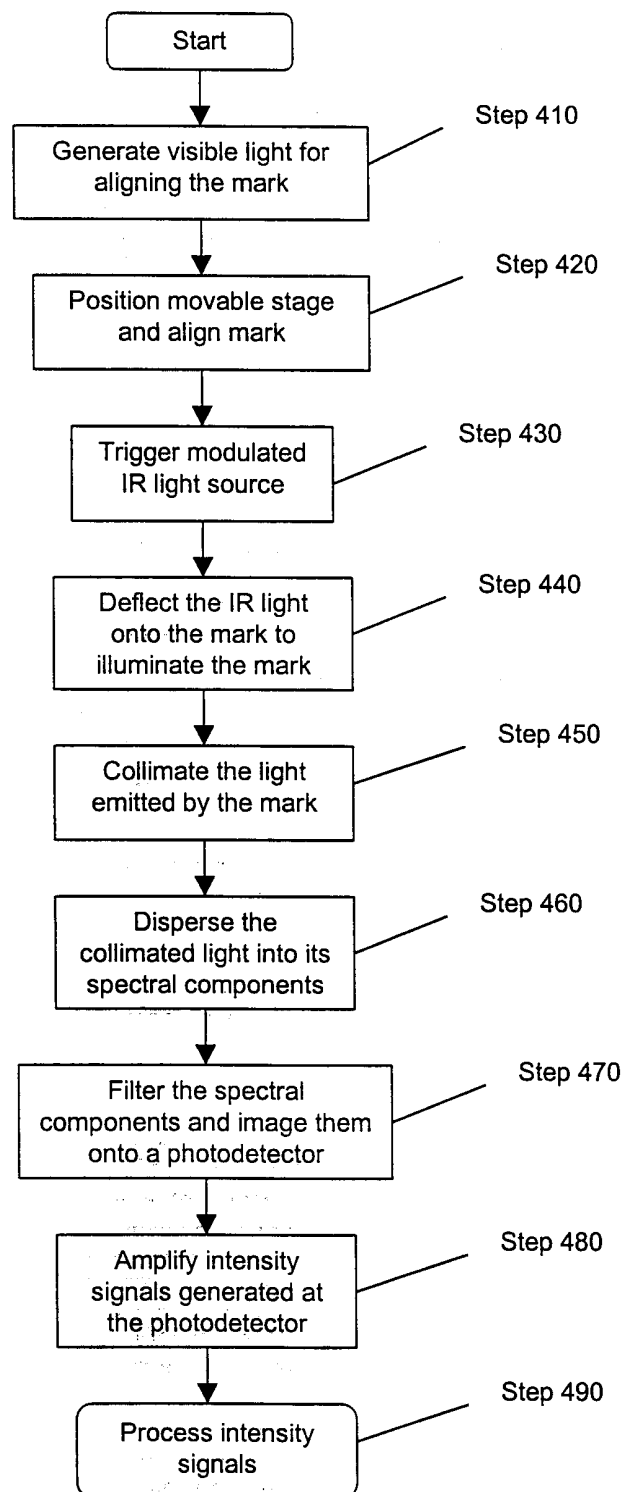 Start
Step 410
Generate visible light for
aligning the mark
Step 420
Position movable stage
and align mark
Step 430
Trigger modulated
IR light source
Step 440
Deflect the IR light
onto the mark to
illuminate the mark
Step 450
Collimate the light
emitted by the mark
Step 460
Disperse the
collimated light into its
spectral components
Step 470
Filter the spectral
components and image them
onto a photodetector
Step 480
Amplify intensity
signals generated at
the photodetector
Step 490
Process intensity
signals